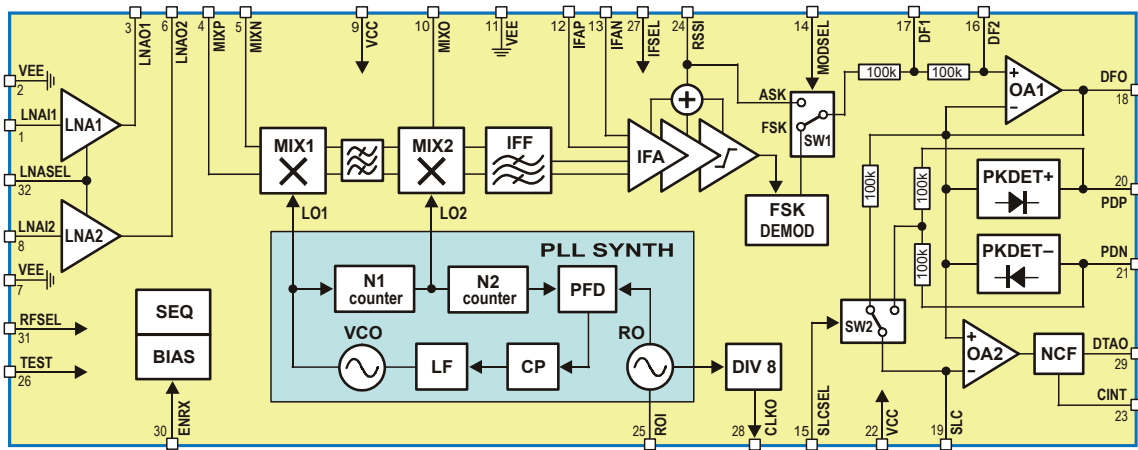 3 LNAO1
6 LNAO2
4 MIXP
5 MIXN
9 VCC
10 MIXO
11 VEE
12 IFAP
13 IFAN
27 IFSEL
24 RSSI
14 MODSEL
17 DF1
16 DF2
VEE
2
LNAI1
1
LNASEL
32
LNAI2
8
VEE
7
RFSEL
31
TEST
26
LNA1
LNA2
MIX1
MIX2
IFF
IFA
+
ASK
FSK
SW1
FSK
DEMOD
100k
100k
+
−
OA1
DFO
18
100k
100k
100k
PKDET+
PKDET−
20
PDP
PDN
21
LO1
LO2
PLL SYNTH
N1
counter
N2
counter
PFD
VCO
LF
CP
RO
DIV 8
SEQ
BIAS
SW2
+
−
OA2
NCF
DTAO
29
CINT
23
30 ENRX
25 ROI
28 CLKO
15 SLCSEL
22 VCC
19 SLC